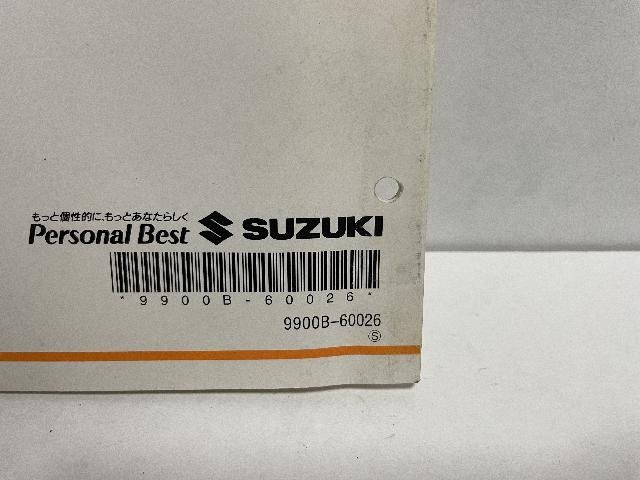 もっと個性的に、もっとあなたらしく
Personal Best SUZUKI
*9900B-60026*
9900B-60026
S